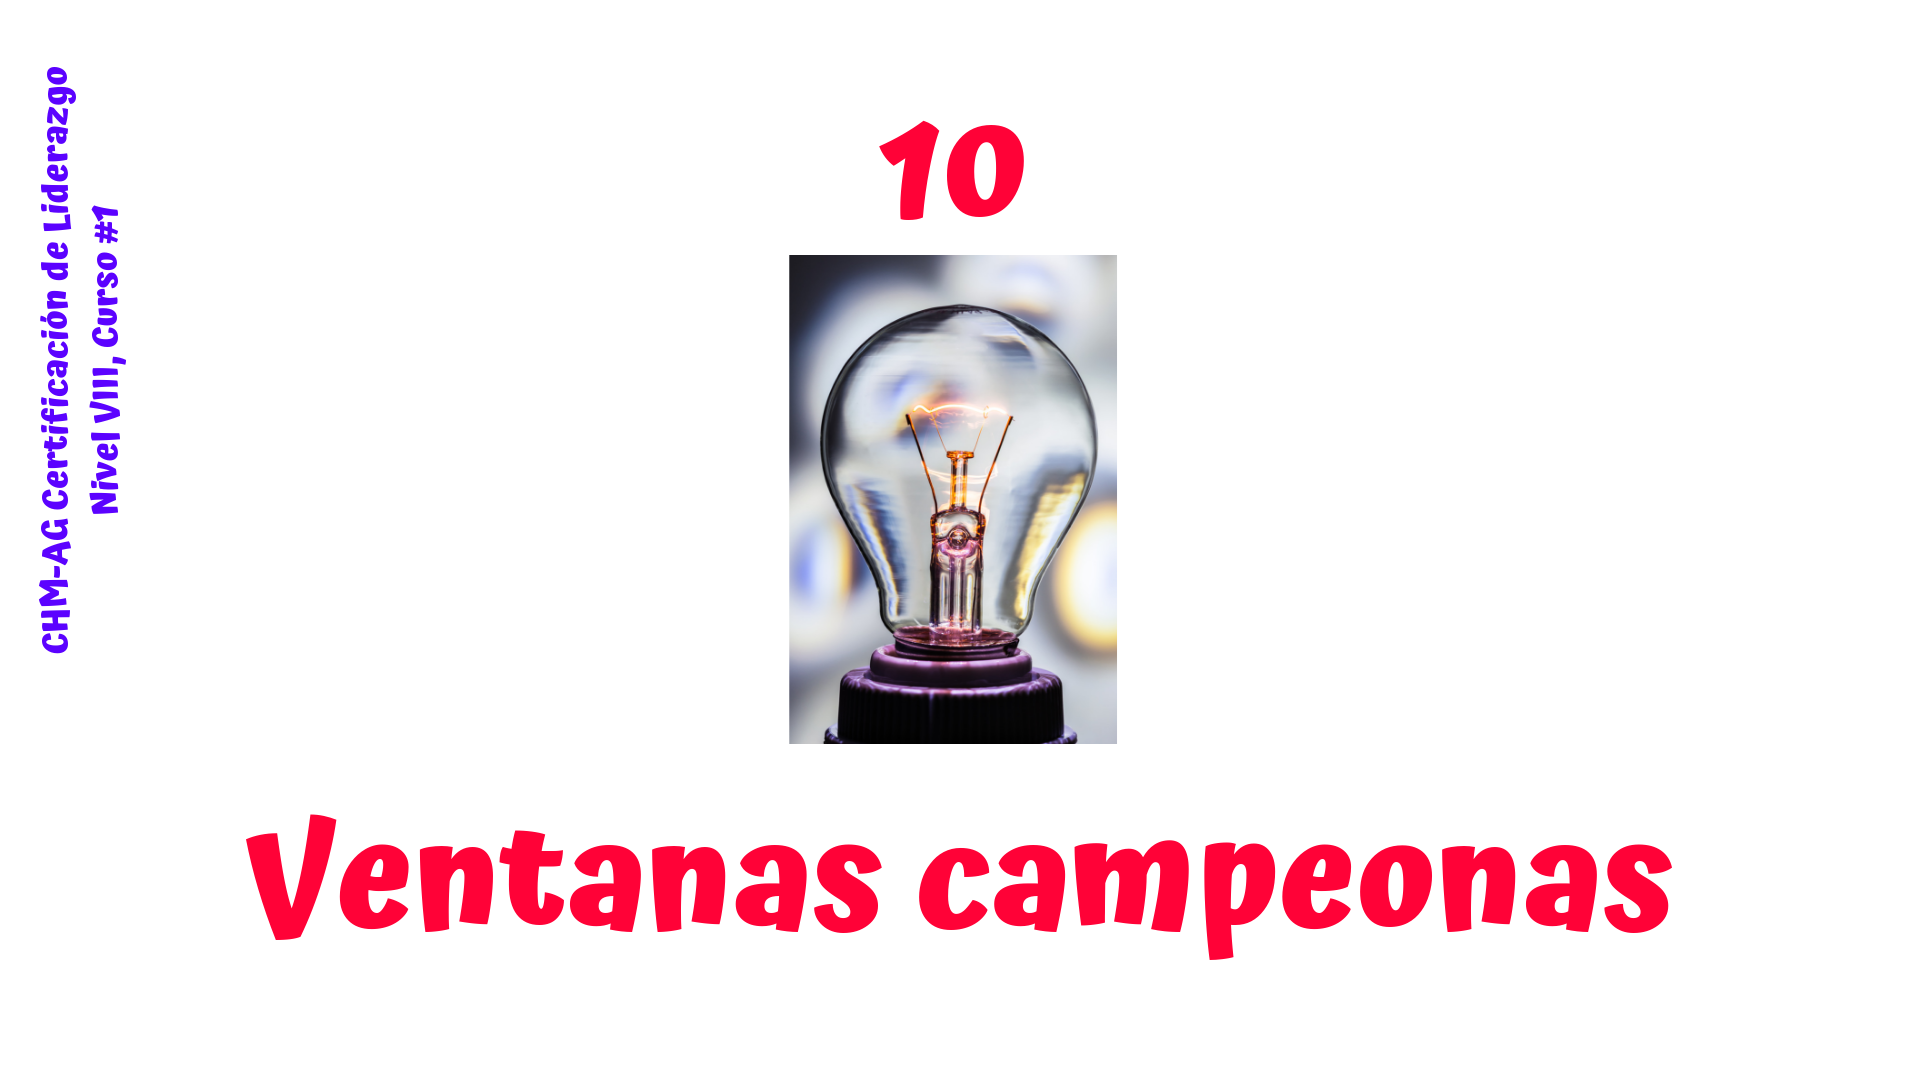 CHM-AG Certificación de Liderazgo
Nivel VIII, Curso #1
10
Ventanas campeonas